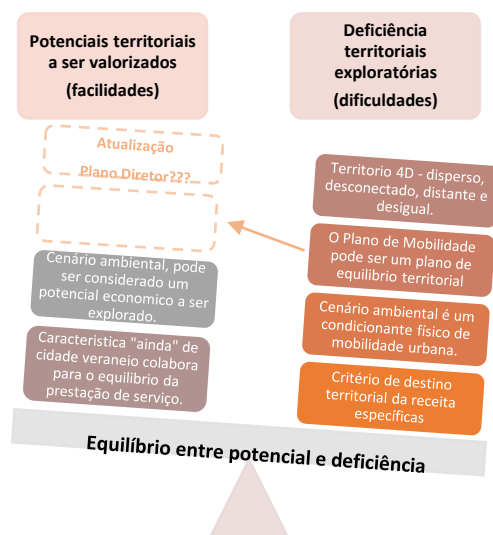 Potenciais territoriais
a ser valorizados
(facilidades)
Atualização
Plano Diretor???
Cenário ambiental, pode
ser considerado um
potencial economico a ser
explorado.
Caracteristica "ainda" de
cidade veraneio colabora
para o equilibrio da
prestação de serviço.
Deficiência
territoriais
exploratórias
(dificuldades)
Territorio 4D - disperso,
desconectado, distante e
desigual.
O Plano de Mobilidade
pode ser um plano de
equilibrio territorial
Cenário ambiental é um
condicionante físico de
mobilidade urbana.
Critério de destino
territorial da receita
específicas
Equilíbrio entre potencial e deficiência